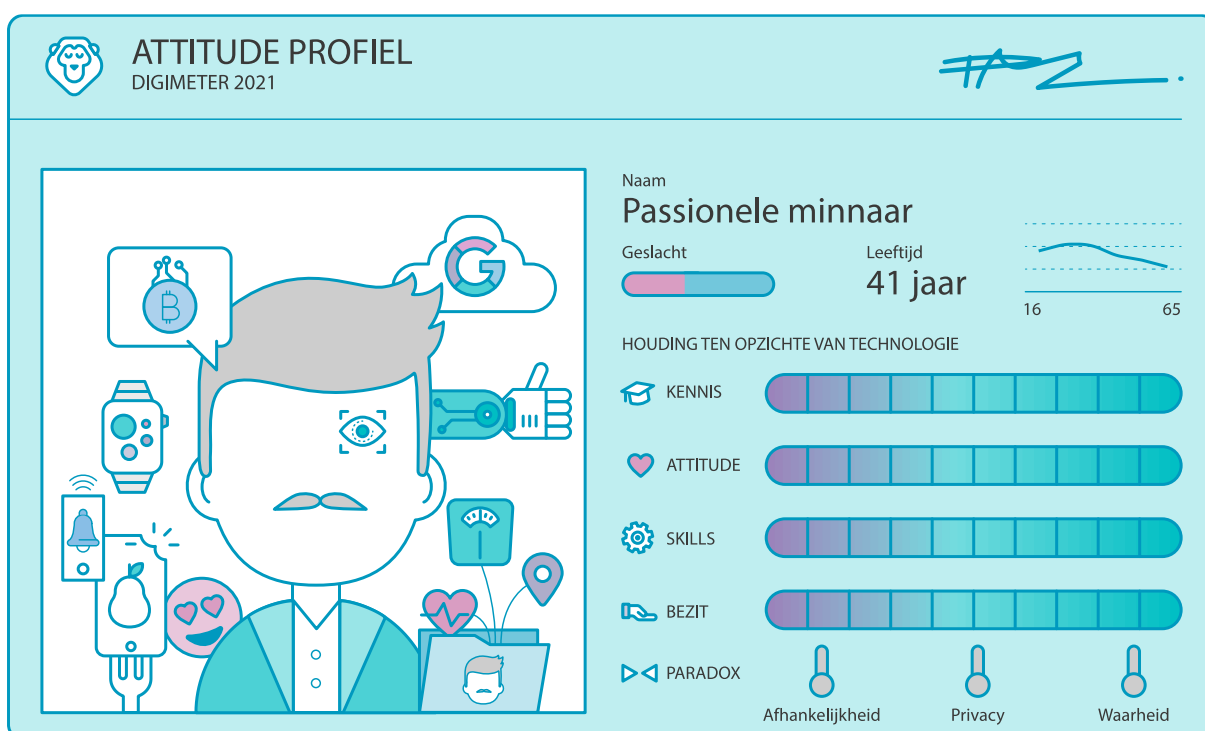 ATTITUDE PROFIEL
DIGIMETER 2021
Naam
Passionele minnaar
Geslacht
Leeftijd
41 jaar
16 65
HOUDING TEN OPZICHTE VAN TECHNOLOGIE
KENNIS
ATTITUDE
SKILLS
BEZIT
PARADOX
Afhankelijkheid Privacy Waarheid